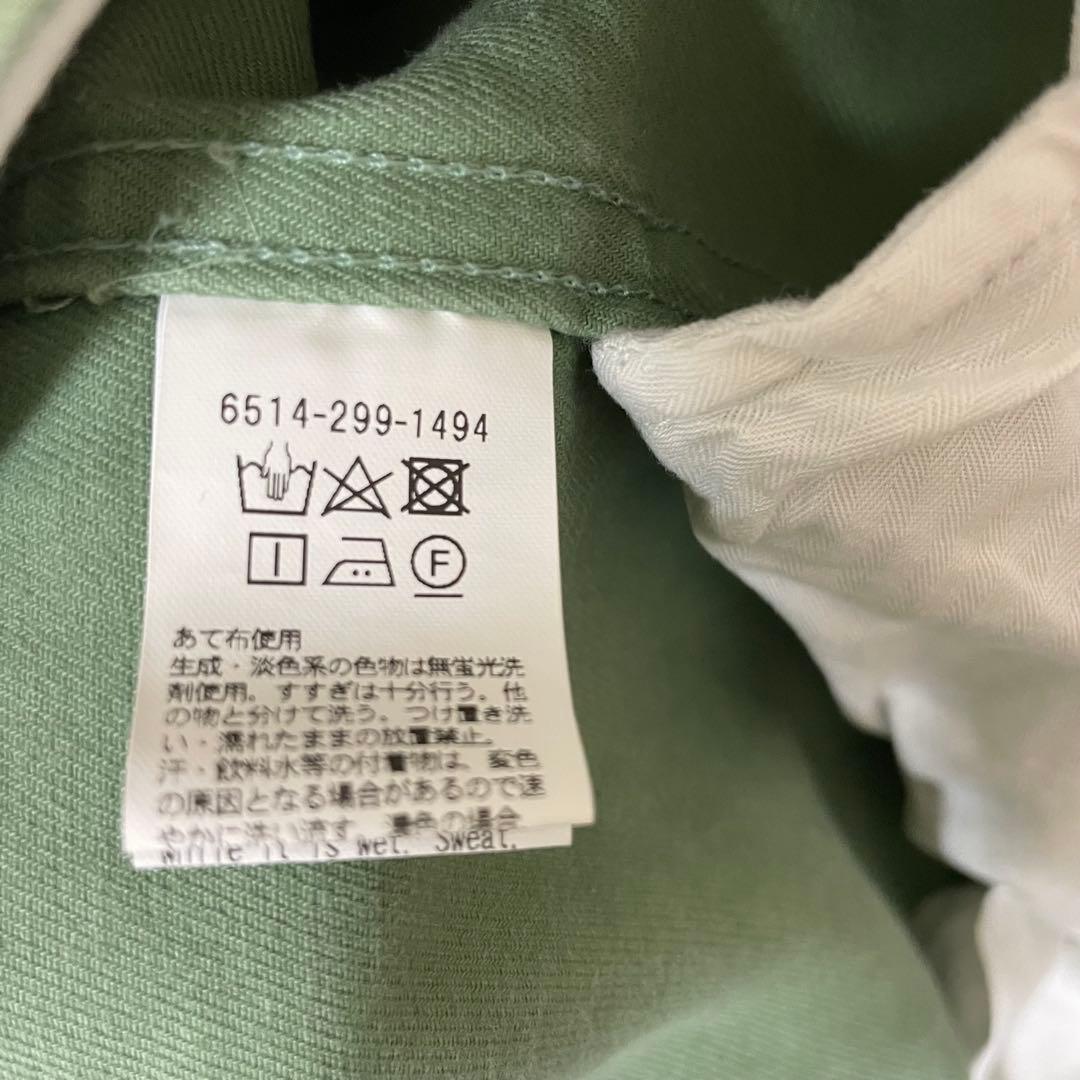 6514-299-1494
F
あて布使用
生成・淡色系の色物は無蛍光洗
剤使用。すすぎは十分行う。他
の物と分けて洗う。つけ置き洗
い・濡れたままの放置禁止。
汗・飲料水等の付着物は、変色
の原因となる場合があるので速
やかに洗い流す。濃色の場合、
while it is wet. Sweat,